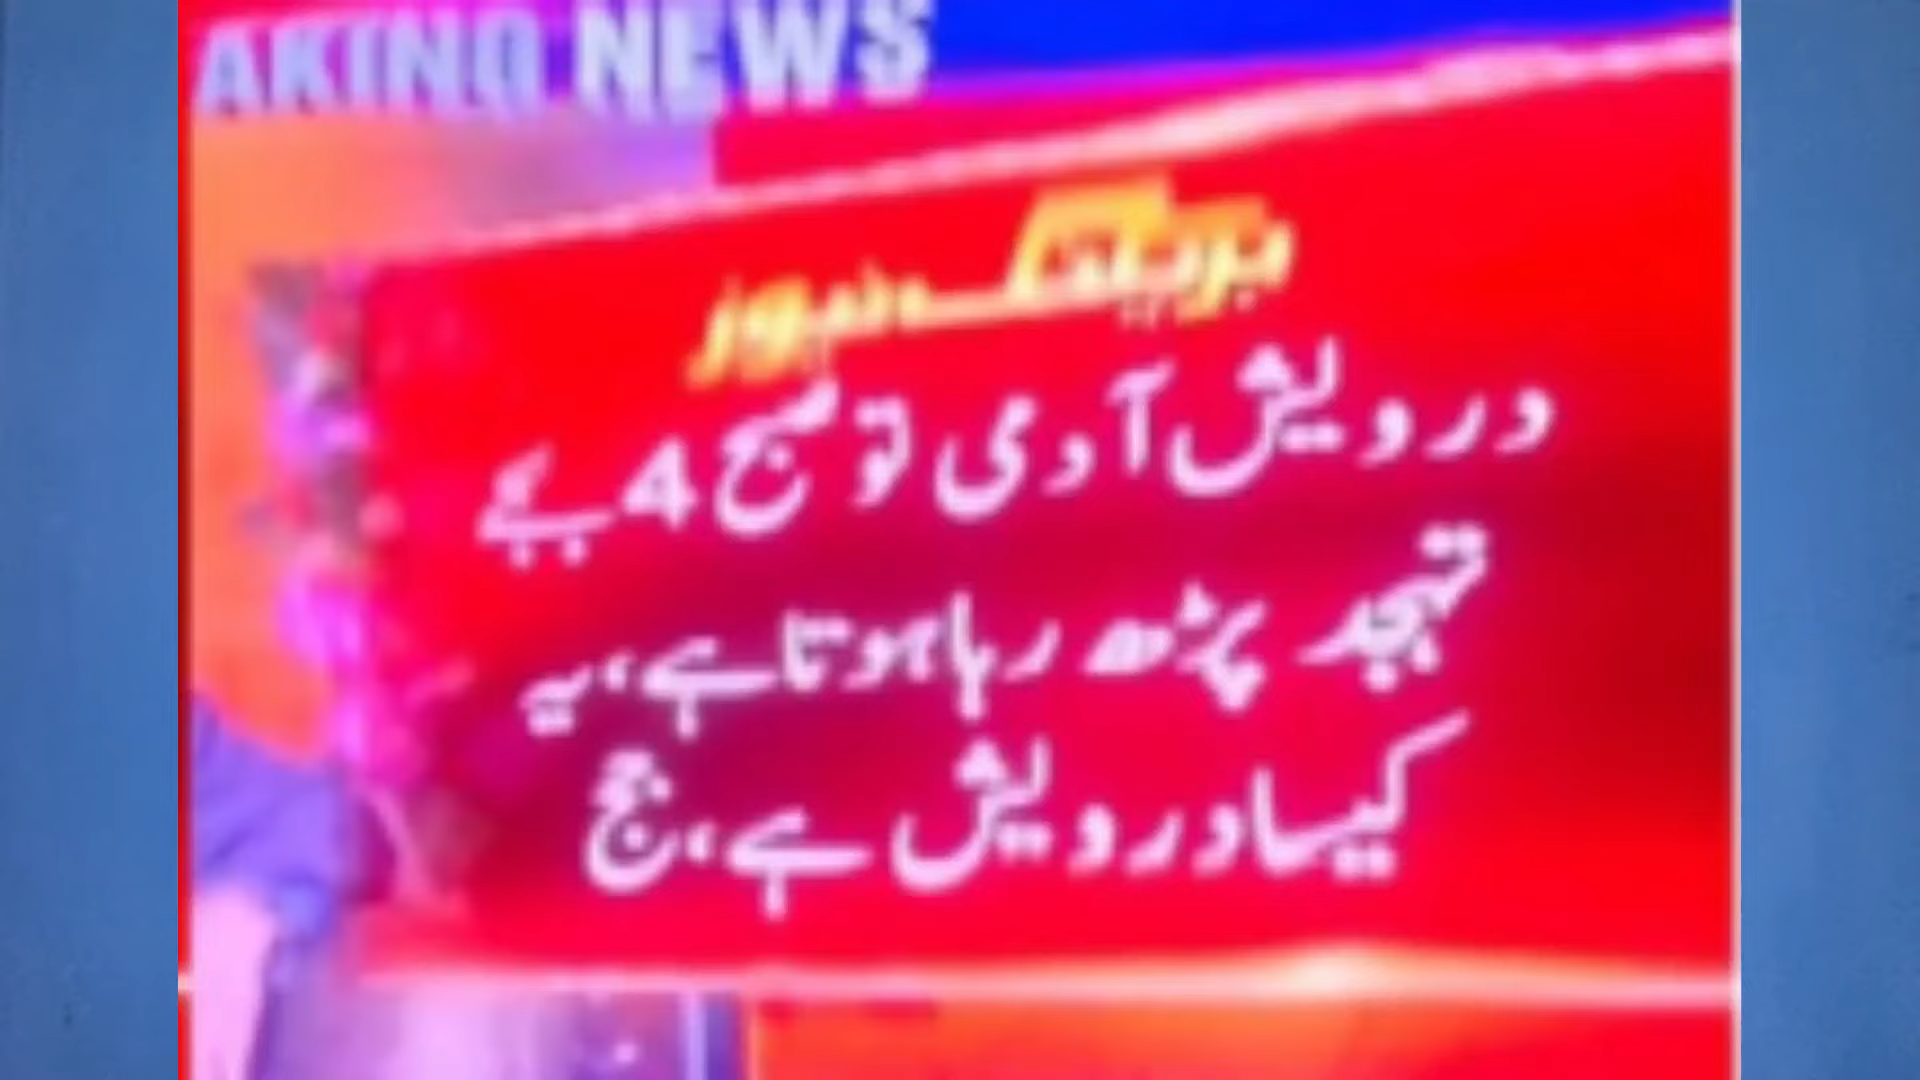 AKING NEWS
بریکنگ نیوز
درویش آدمی تو صبح 4 بجے
تہجد پڑھ رہا ہوتا ہے، یہ
کیسا درویش ہے، جج